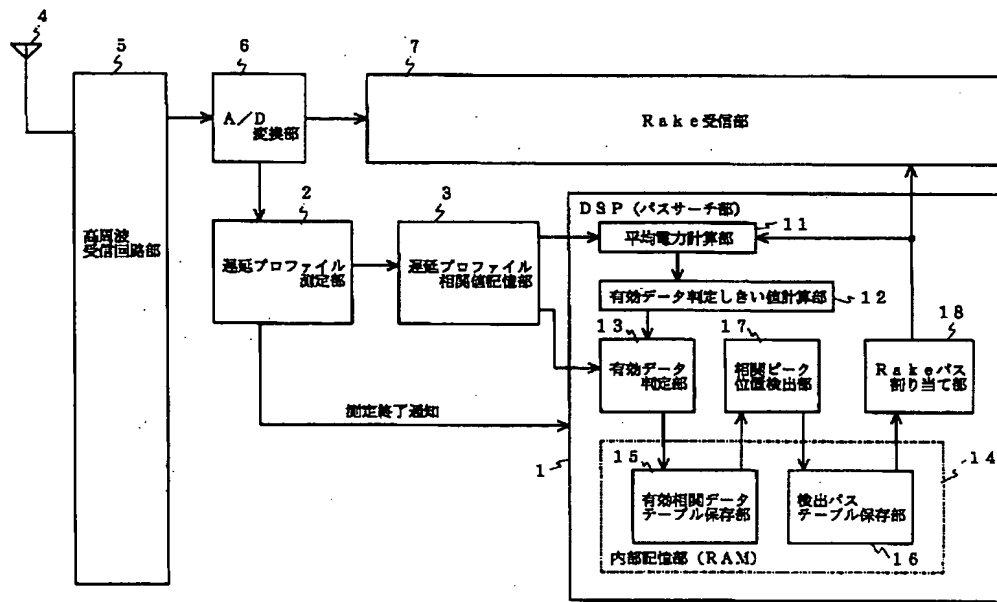 4
5
6
7
A/D
変換部
Rake受信部
2
3
DSP(パスサーチ部)
11
平均電力計算部
高周波
受信回路部
遅延プロファイル
測定部
遅延プロファイル
相関値記憶部
有効データ判定しきい値計算部
12
13
17
18
有効データ
判定部
相関ピーク
位置検出部
Rakeパス
割り当て部
測定終了通知
1
15
14
有効相関データ
テーブル保存部
検出パス
テーブル保存部
内部記憶部(RAM)
16